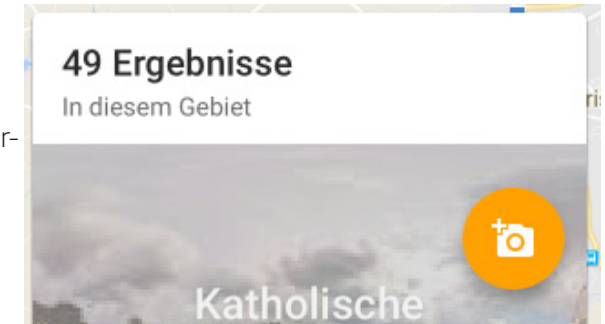 49 Ergebnisse
In diesem Gebiet
r-
Katholische